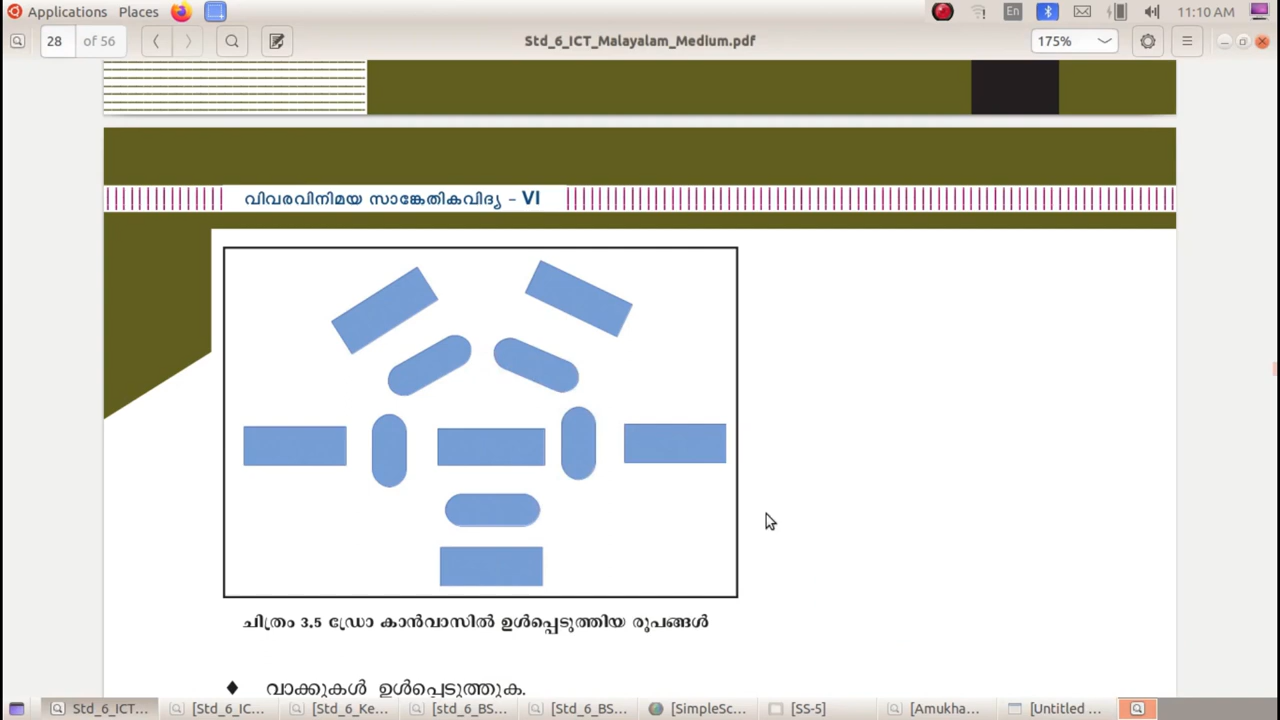 Applications Places En 11:10 AM
28 of 56 Std_6_ICT_Malayalam_Medium.pdf 175%
വിവരവിനിമയ സാങ്കേതികവിദ്യ - VI
ചിത്രം 3.5 ഡ്രോ കാൻവാസിൽ ഉൾപ്പെടുത്തിയ രൂപങ്ങൾ
♦ വാക്കുകൾ ഉൾപ്പെടുത്തുക.
Std_6_ICT... [Std_6_IC... [Std_6_Ke... [Std_6_BS... [Std_6_BS... [SimpleSc... [SS-5] [Amukha... [Untitled ...